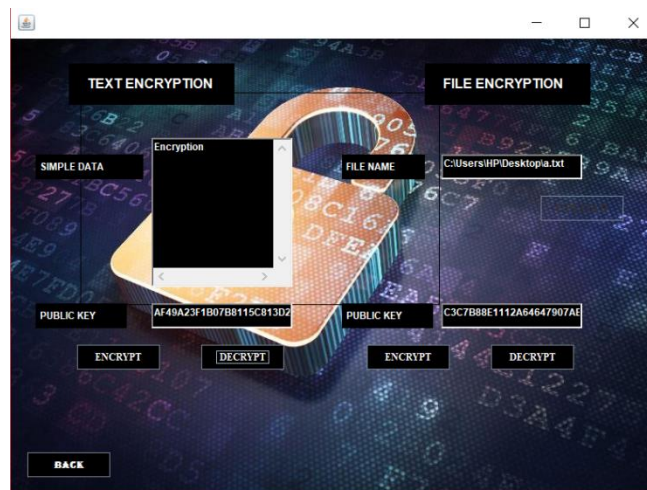 TEXT ENCRYPTION
FILE ENCRYPTION
SIMPLE DATA
Encryption
FILE NAME
C:\Users\HP\Desktop\a.txt
PUBLIC KEY
AF49A23F1B07B8115C813D2
PUBLIC KEY
C3C7B88E1112A64647907AE
ENCRYPT
DECRYPT
ENCRYPT
DECRYPT
BACK